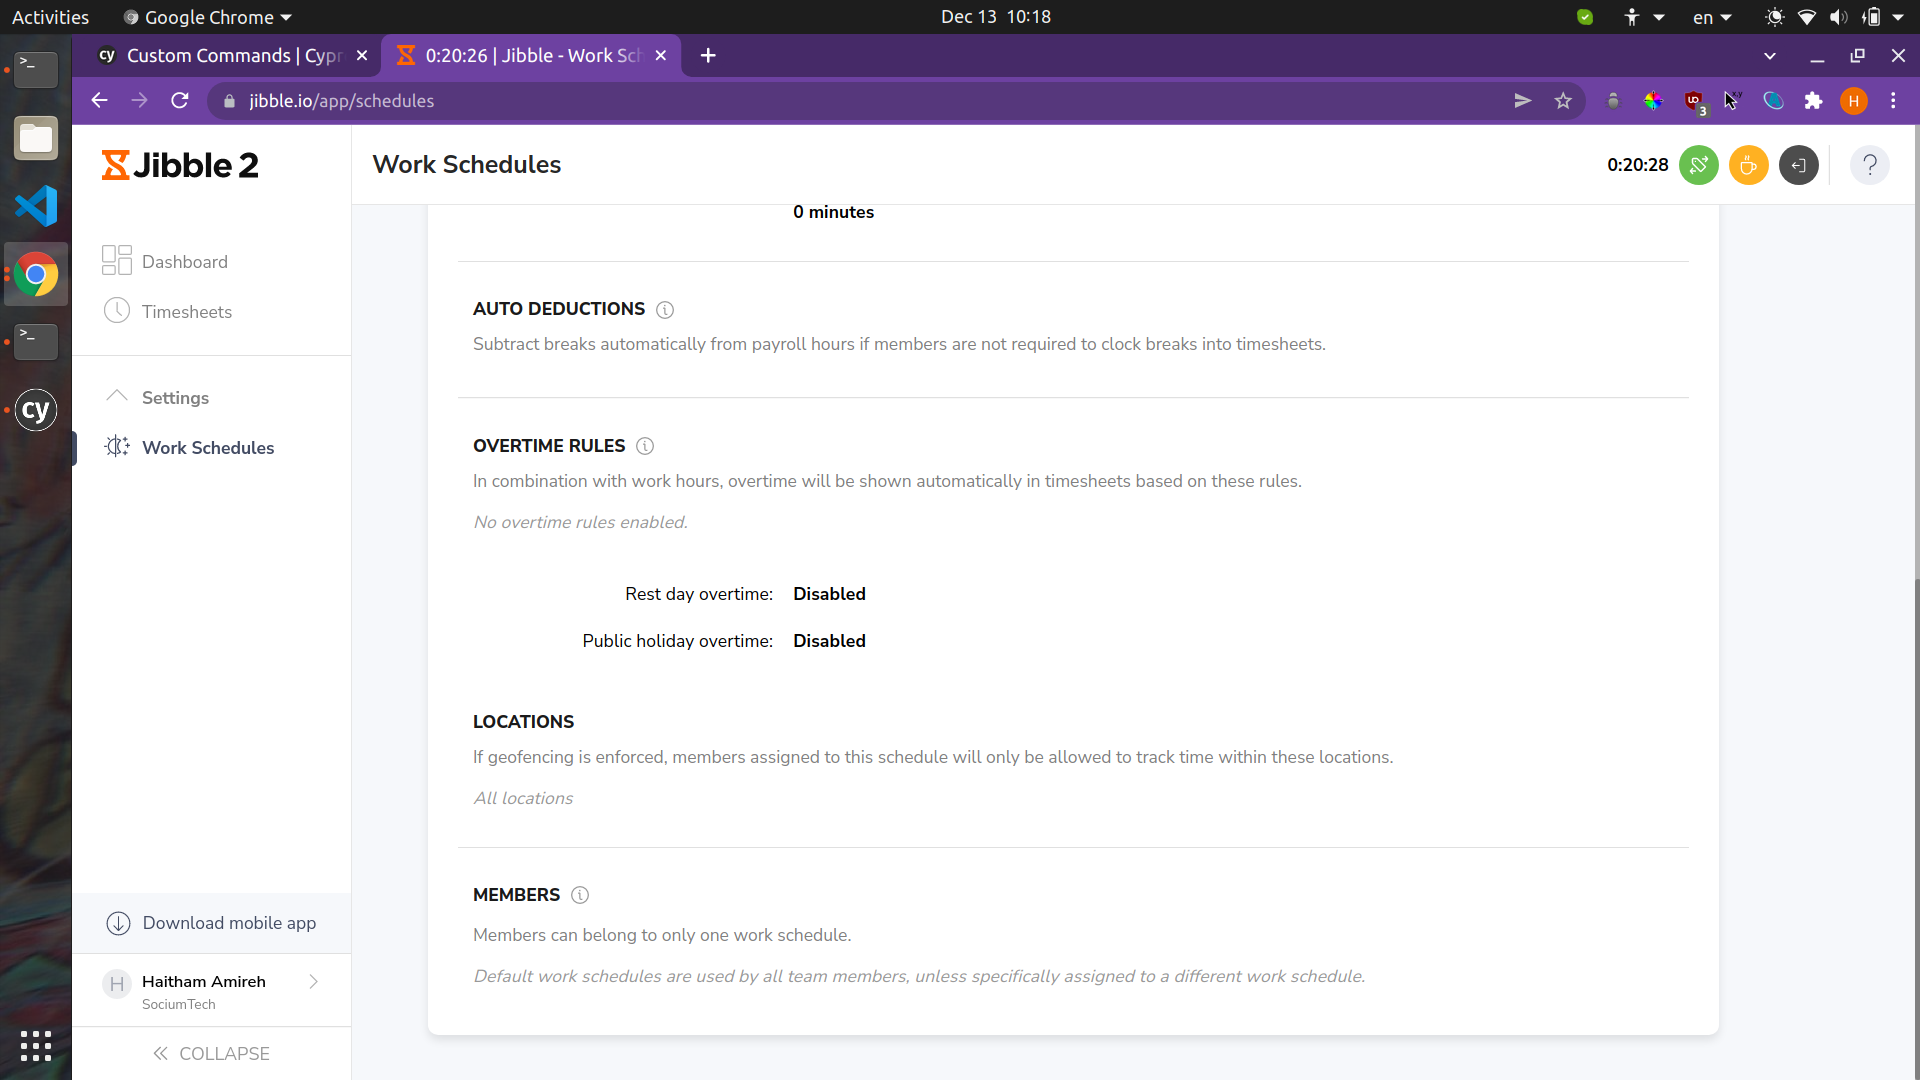 Activities
Google Chrome
Dec 13 10:18
en
Custom Commands | Cypr
0:20:26 | Jibble - Work Sch
jibble.io/app/schedules
3
x,y
H
Jibble 2
Work Schedules
0:20:28
?
Dashboard
Timesheets
Settings
Work Schedules
0 minutes
AUTO DEDUCTIONS
Subtract breaks automatically from payroll hours if members are not required to clock breaks into timesheets.
OVERTIME RULES
In combination with work hours, overtime will be shown automatically in timesheets based on these rules.
No overtime rules enabled.
Rest day overtime: Disabled
Public holiday overtime: Disabled
LOCATIONS
If geofencing is enforced, members assigned to this schedule will only be allowed to track time within these locations.
All locations
MEMBERS
Members can belong to only one work schedule.
Default work schedules are used by all team members, unless specifically assigned to a different work schedule.
Download mobile app
H
Haitham Amireh
SociumTech
COLLAPSE
cy